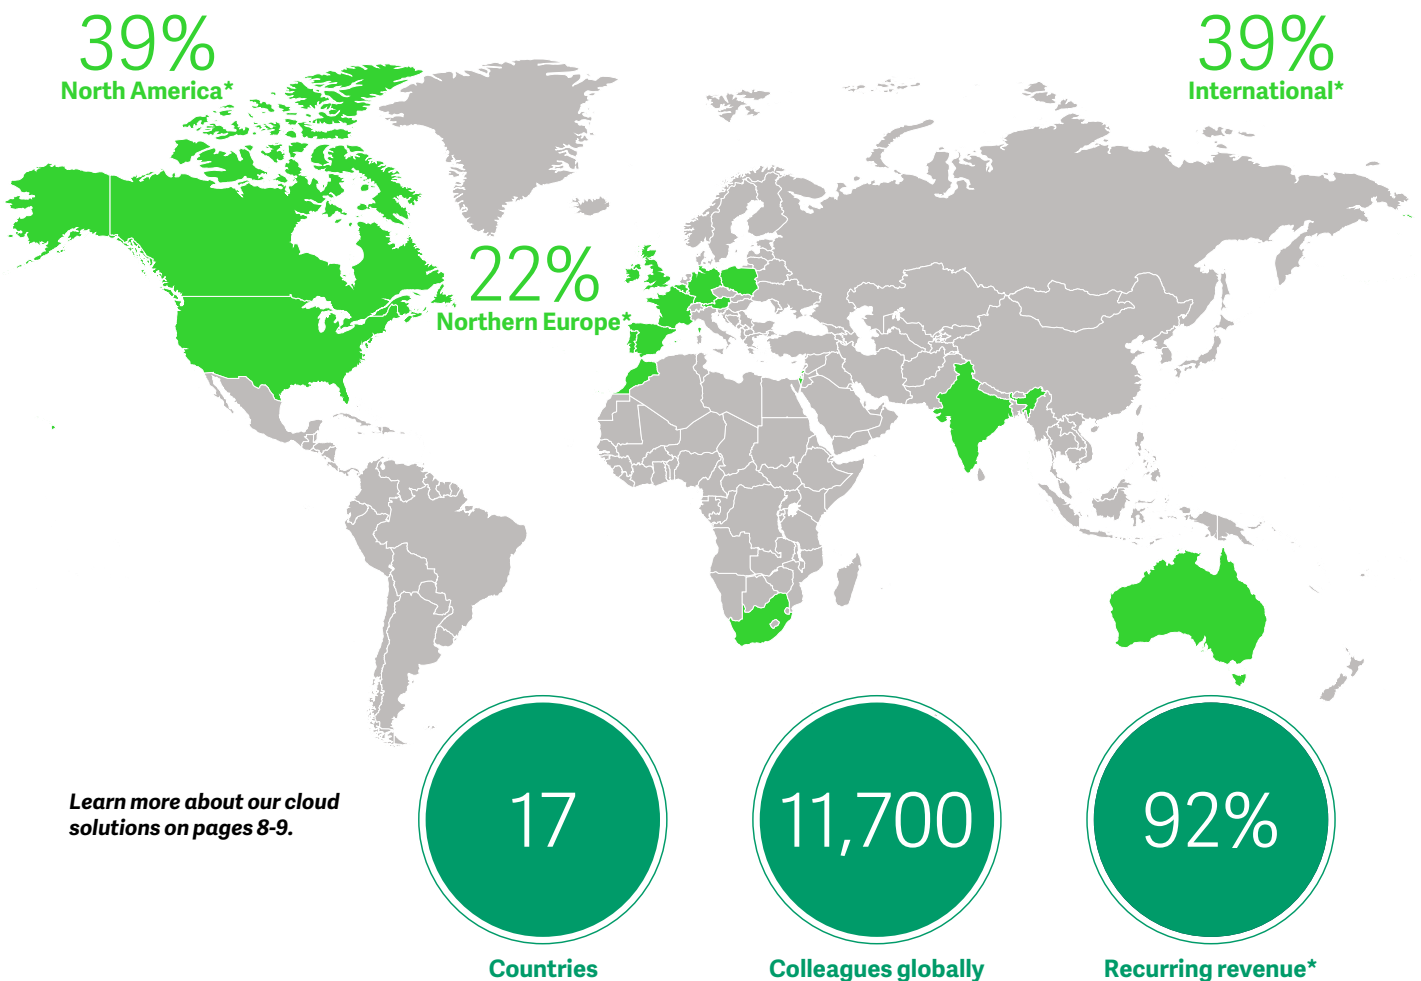 39%
North America*
39%
International*
22%
Northern Europe*
Learn more about our cloud
solutions on pages 8-9.
17
Countries
11,700
Colleagues globally
92%
Recurring revenue*